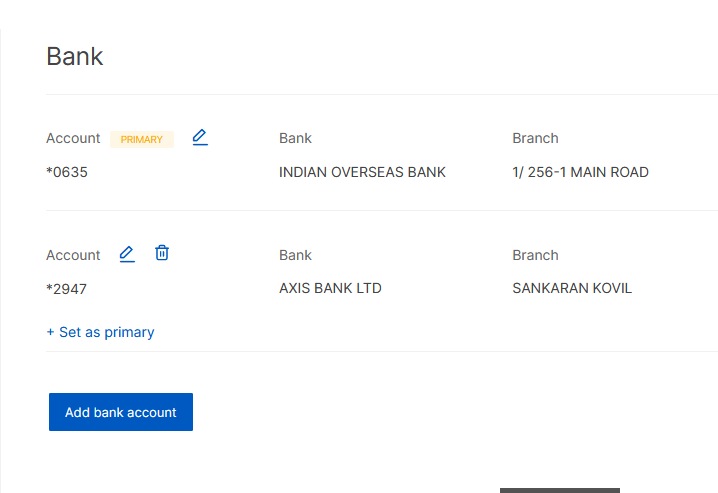 Bank
Account PRIMARY Bank Branch
*0635 INDIAN OVERSEAS BANK 1/ 256-1 MAIN ROAD
Account Bank Branch
*2947 AXIS BANK LTD SANKARAN KOVIL
+ Set as primary
Add bank account